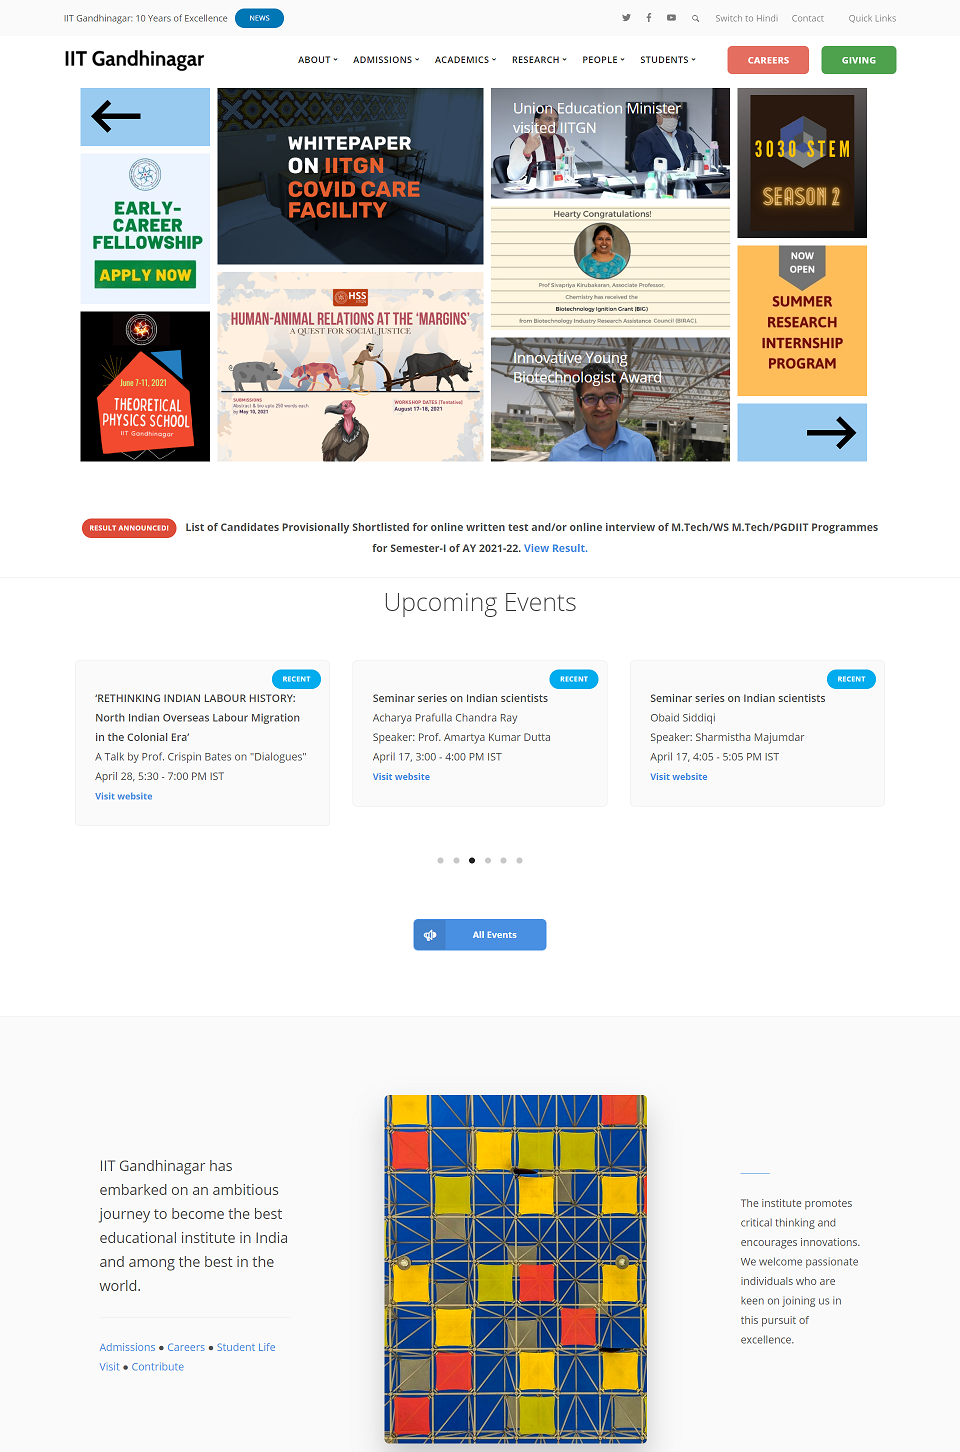 IIT Gandhinagar: 10 Years of Excellence NEWS Switch to Hindi Contact Quick Links
IIT Gandhinagar ABOUT ADMISSIONS ACADEMICS RESEARCH PEOPLE STUDENTS CAREERS GIVING
EARLY-
CAREER
FELLOWSHIP
APPLY NOW
June 7-11, 2021
THEORETICAL
PHYSICS SCHOOL
IIT Gandhinagar
WHITEPAPER
ON IITGN
COVID CARE
FACILITY
HSS
HUMAN-ANIMAL RELATIONS AT THE 'MARGINS'
A QUEST FOR SOCIAL JUSTICE
SUBMISSIONS
Abstract & bio upto 250 words each
by May 10, 2021
WORKSHOP DATES (Tentative)
August 17-18, 2021
Union Education Minister
visited IITGN
Hearty Congratulations!
Prof Sivapriya Kirubakaran, Associate Professor,
Chemistry has received the
Biotechnology Ignition Grant (BIG)
from Biotechnology Industry Research Assistance Council (BIRAC).
Innovative Young
Biotechnologist Award
3030 STEM
SEASON 2
NOW
OPEN
SUMMER
RESEARCH
INTERNSHIP
PROGRAM
RESULT ANNOUNCED! List of Candidates Provisionally Shortlisted for online written test and/or online interview of M.Tech/WS M.Tech/PGDIIT Programmes
for Semester-I of AY 2021-22. View Result.
Upcoming Events
RECENT
‘RETHINKING INDIAN LABOUR HISTORY:
North Indian Overseas Labour Migration
in the Colonial Era’
A Talk by Prof. Crispin Bates on "Dialogues"
April 28, 5:30 - 7:00 PM IST
Visit website
RECENT
Seminar series on Indian scientists
Acharya Prafulla Chandra Ray
Speaker: Prof. Amartya Kumar Dutta
April 17, 3:00 - 4:00 PM IST
Visit website
RECENT
Seminar series on Indian scientists
Obaid Siddiqi
Speaker: Sharmistha Majumdar
April 17, 4:05 - 5:05 PM IST
Visit website
All Events
IIT Gandhinagar has
embarked on an ambitious
journey to become the best
educational institute in India
and among the best in the
world.
Admissions ● Careers ● Student Life
Visit ● Contribute
The institute promotes
critical thinking and
encourages innovations.
We welcome passionate
individuals who are
keen on joining us in
this pursuit of
excellence.